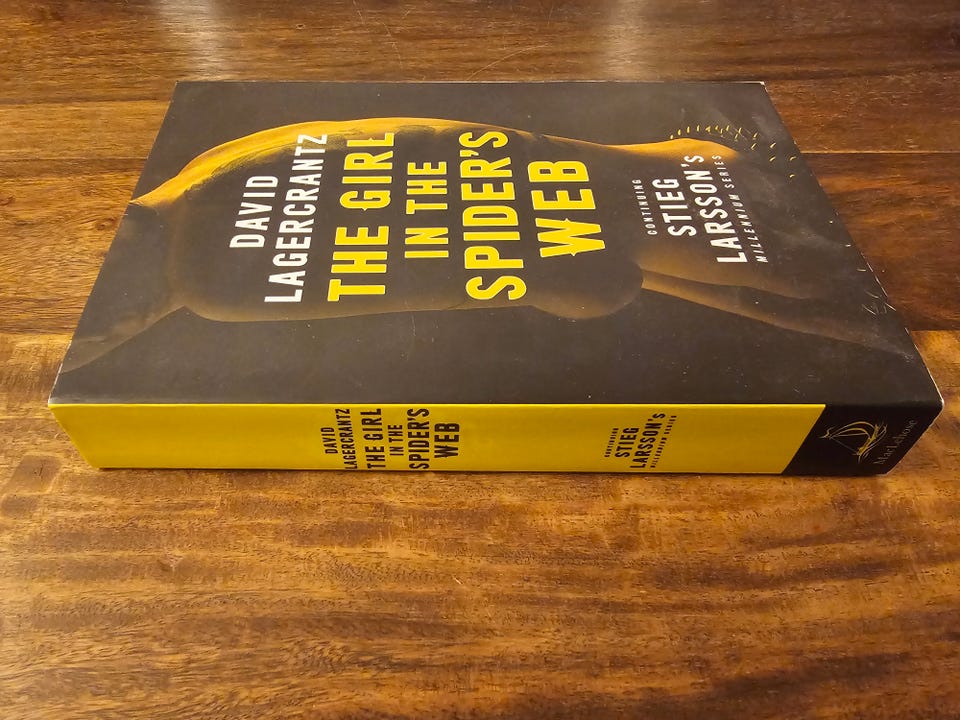 DAVID
LAGERCRANTZ
THE GIRL
IN THE
SPIDER'S
WEB
CONTINUING
STIEG
LARSSON'S
MILLENNIUM SERIES
DAVID
LAGERCRANTZ
THE GIRL
IN THE
SPIDER'S
WEB
CONTINUING
STIEG
LARSSON'S
MILLENNIUM SERIES
MacLehose